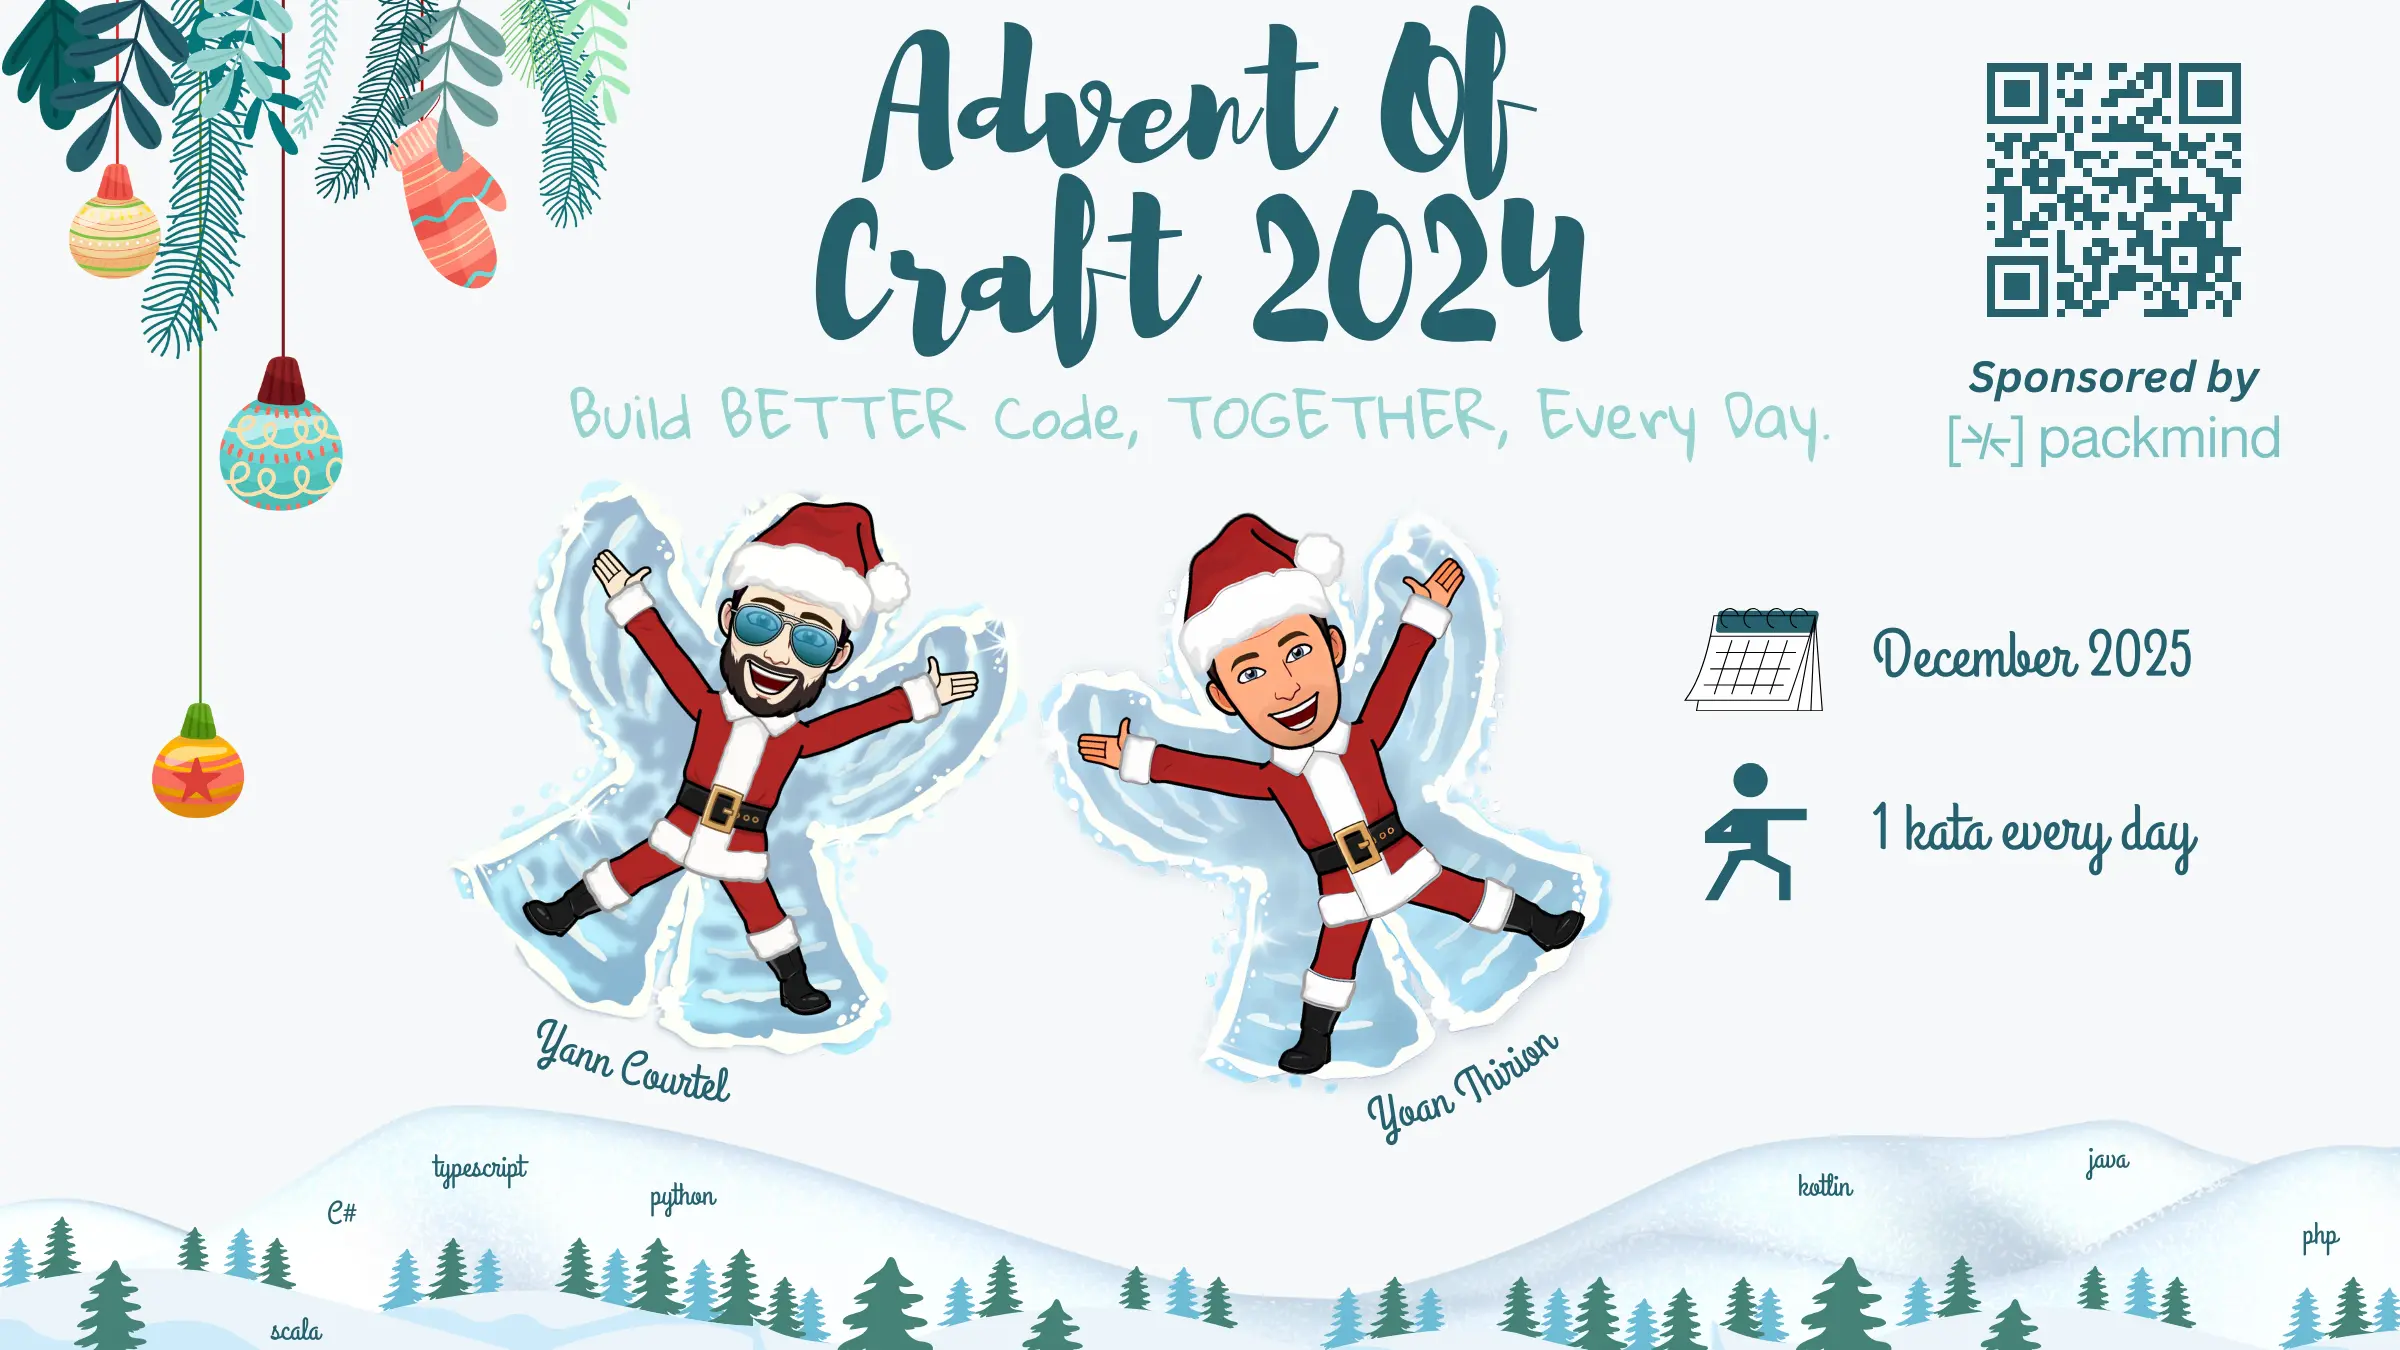 Advent Of
Craft 2024
Build BETTER Code, TOGETHER, Every Day.
Sponsored by
packmind
December 2025
1 kata every day
Yann Courtel
Yoan Thirion
typescript
C#
python
scala
kotlin
java
php